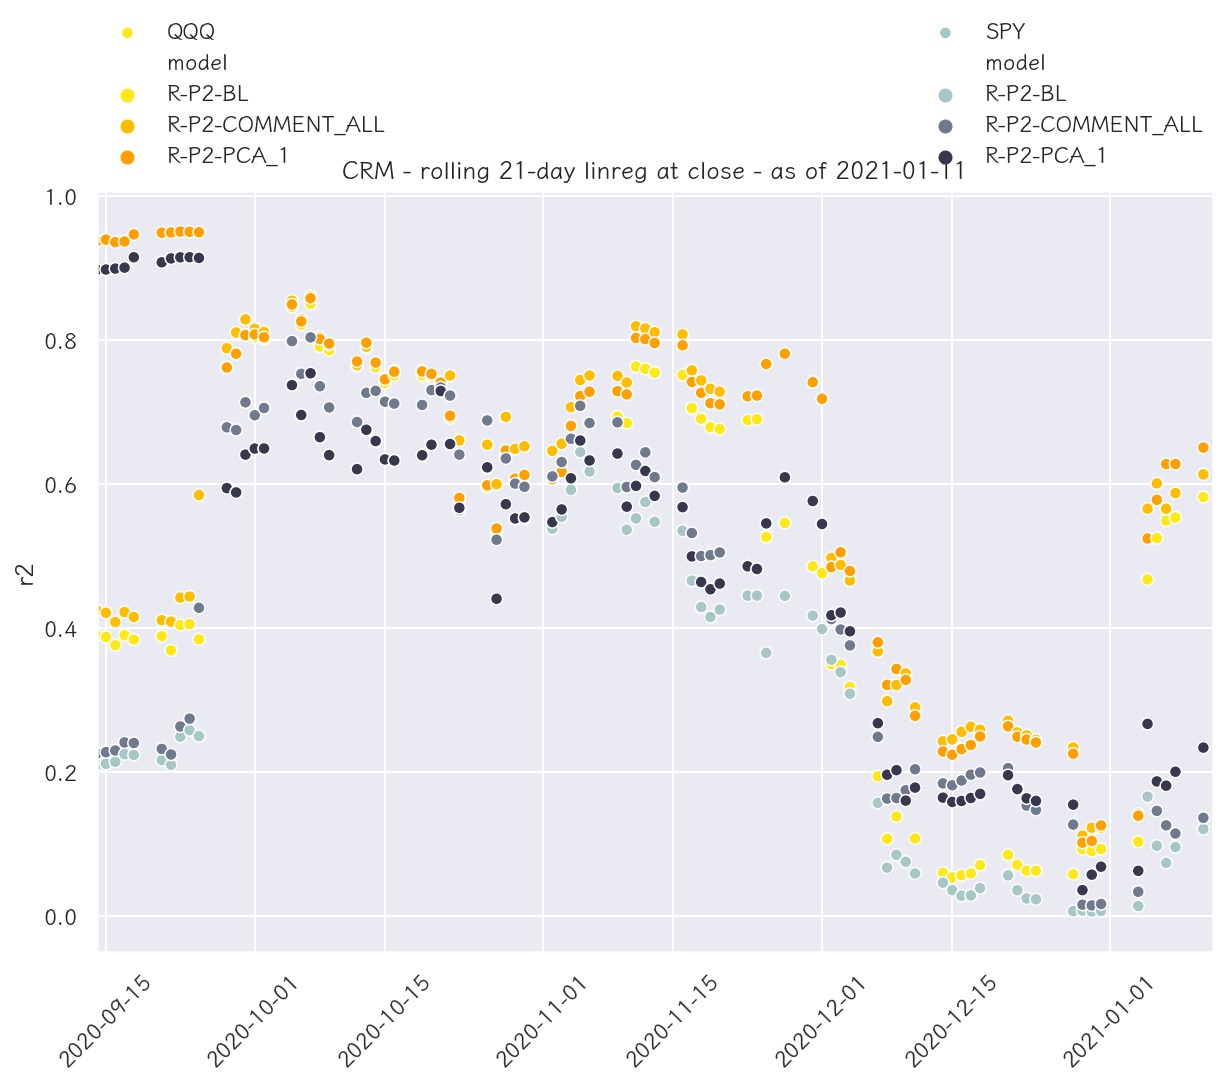 QQQ
model
R-P2-BL
R-P2-COMMENT_ALL
R-P2-PCA_1
SPY
model
R-P2-BL
R-P2-COMMENT_ALL
R-P2-PCA_1
CRM - rolling 21-day linreg at close - as of 2021-01-11
1.0
0.8
0.6
0.4
0.2
0.0
r2
2020-09-15
2020-10-01
2020-10-15
2020-11-01
2020-11-15
2020-12-01
2020-12-15
2021-01-01